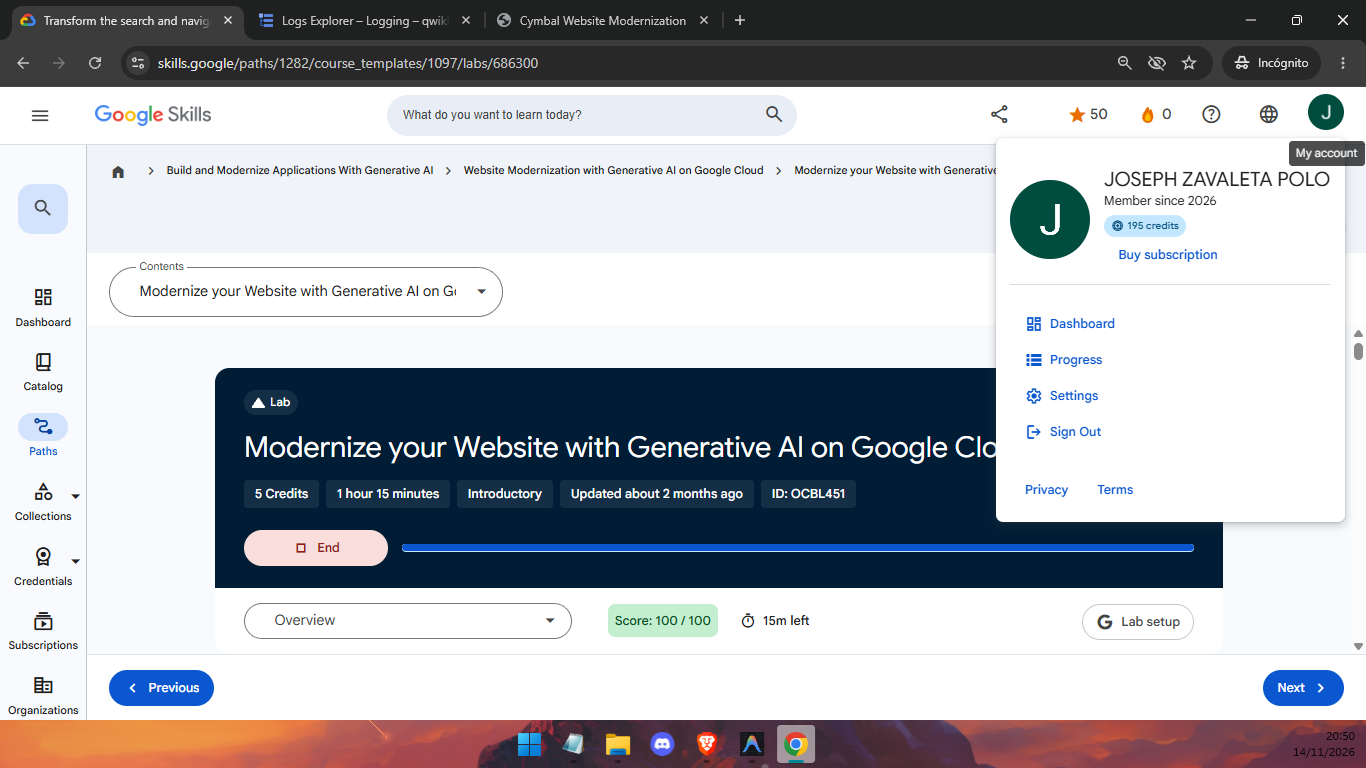 Transform the search and navig
Logs Explorer – Logging – qwikl
Cymbal Website Modernization
skills.google/paths/1282/course_templates/1097/labs/686300
Incógnito
Google Skills
What do you want to learn today?
50
0
J
My account
Build and Modernize Applications With Generative AI
Website Modernization with Generative AI on Google Cloud
Modernize your Website with Generative
JOSEPH ZAVALETA POLO
Member since 2026
J
195 credits
Buy subscription
Dashboard
Progress
Settings
Sign Out
Privacy Terms
Dashboard
Catalog
Paths
Collections
Credentials
Subscriptions
Organizations
Contents
Modernize your Website with Generative AI on G
Lab
Modernize your Website with Generative AI on Google Clo
5 Credits
1 hour 15 minutes
Introductory
Updated about 2 months ago
ID: OCBL451
End
Overview
Score: 100 / 100
15m left
Lab setup
Previous
Next
20:50
14/11/2026